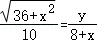 √(36+x²)/10 = y/(8+x)